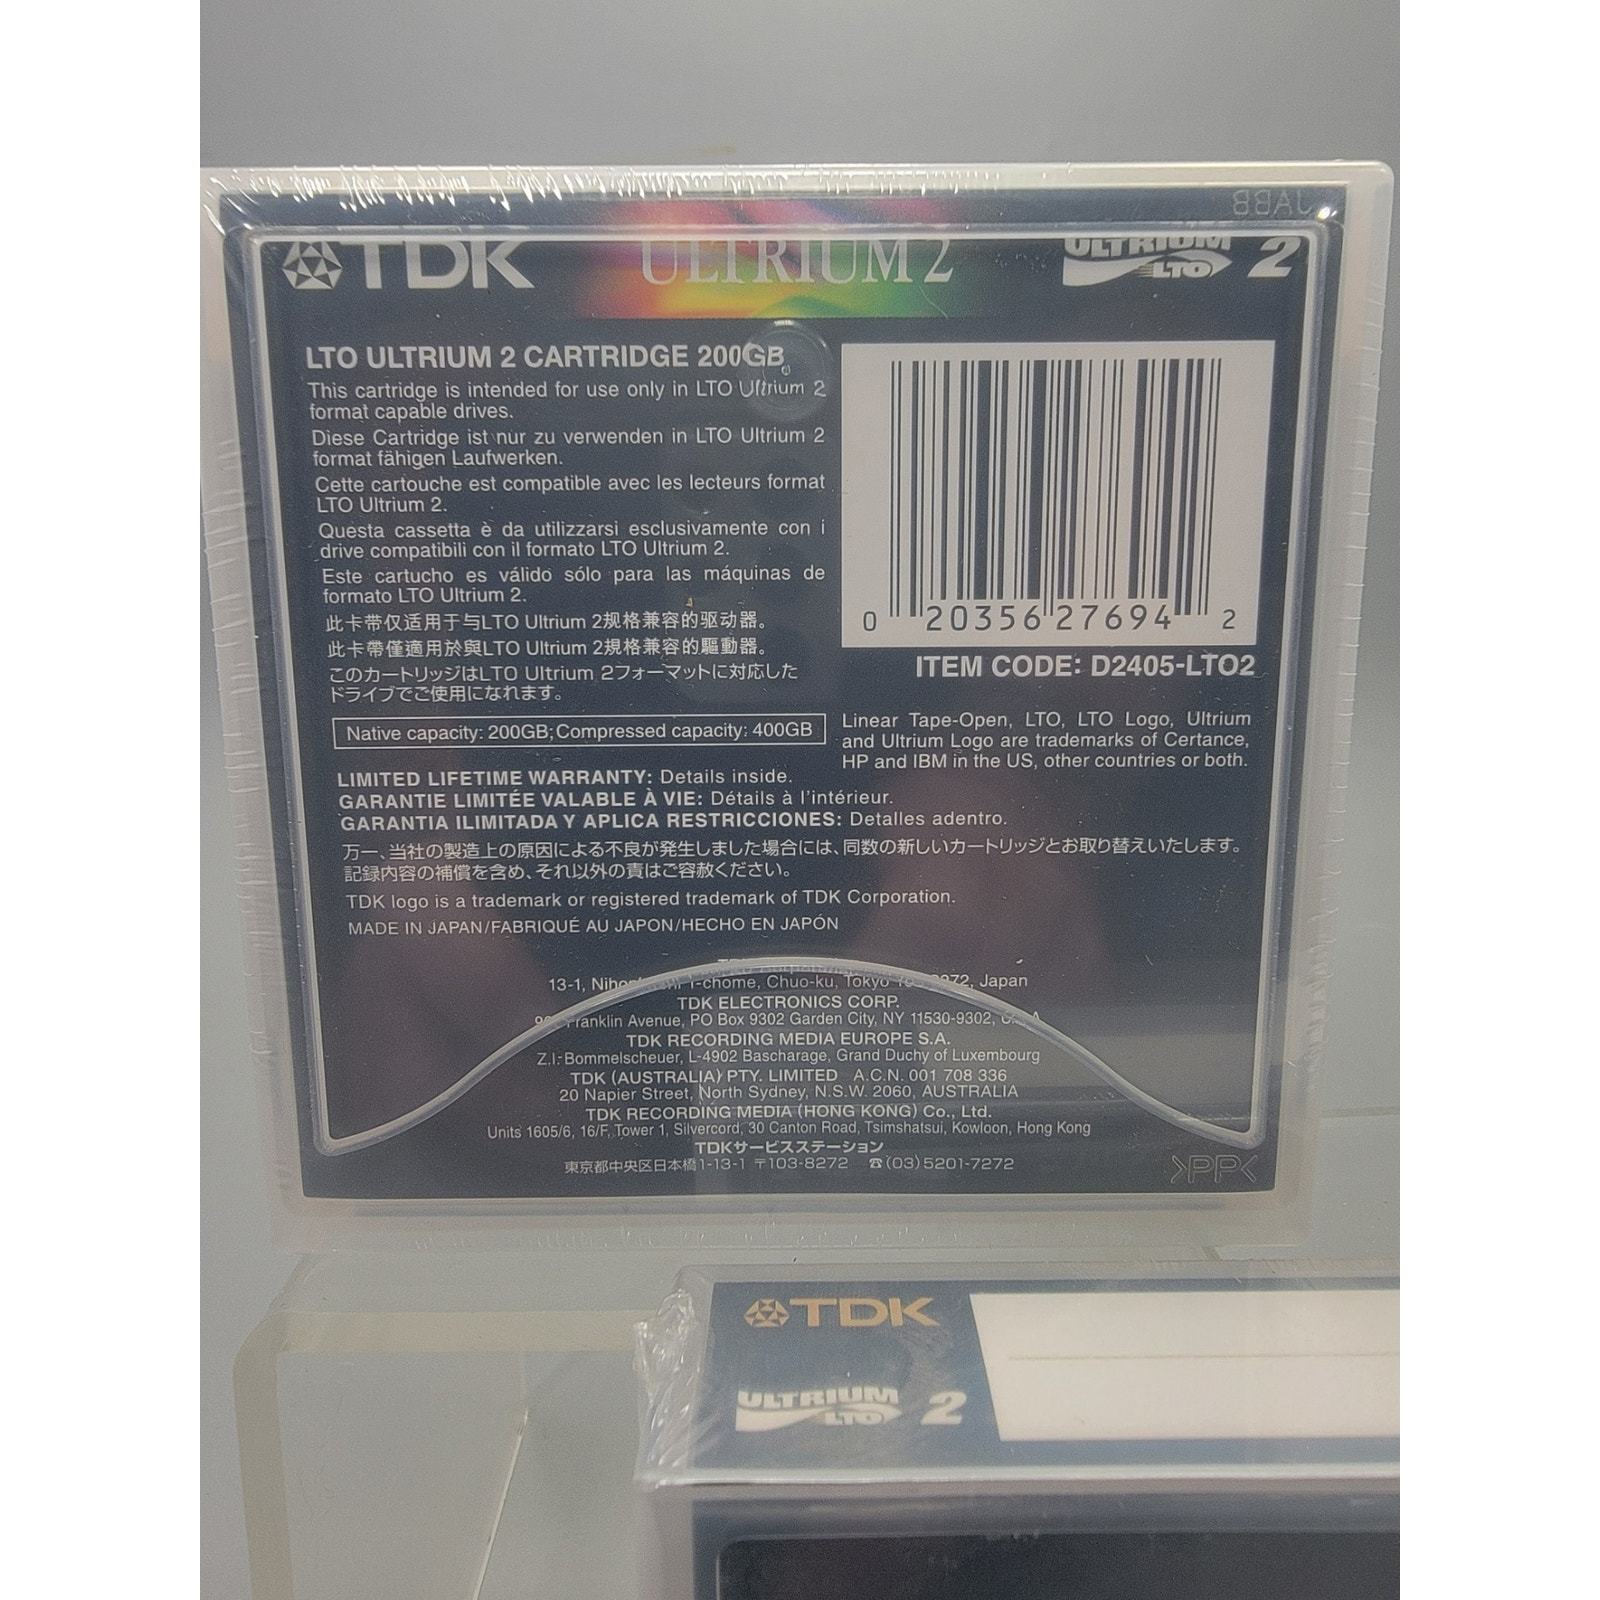 TDK ULTRIUM 2 ULTRIUM LTO 2
LTO ULTRIUM 2 CARTRIDGE 200GB
This cartridge is intended for use only in LTO Ultrium 2
format capable drives.
Diese Cartridge ist nur zu verwenden in LTO Ultrium 2
format fähigen Laufwerken.
Cette cartouche est compatible avec les lecteurs format
LTO Ultrium 2.
Questa cassetta è da utilizzarsi esclusivamente con i
drive compatibili con il formato LTO Ultrium 2.
Este cartucho es válido sólo para las máquinas de
formato LTO Ultrium 2.
此卡带仅适用于与LTO Ultrium 2规格兼容的驱动器。
此卡帶僅適用於與LTO Ultrium 2規格兼容的驅動器。
このカートリッジはLTO Ultrium 2フォーマットに対応した
ドライブでご使用になれます。
Native capacity: 200GB; Compressed capacity: 400GB
0 20356 27694 2
ITEM CODE: D2405-LTO2
Linear Tape-Open, LTO, LTO Logo, Ultrium
and Ultrium Logo are trademarks of Certance,
HP and IBM in the US, other countries or both.
LIMITED LIFETIME WARRANTY: Details inside.
GARANTIE LIMITÉE VALABLE À VIE: Détails à l'intérieur.
GARANTIA ILIMITADA Y APLICA RESTRICCIONES: Detalles adentro.
万一、当社の製造上の原因による不良が発生しました場合には、同数の新しいカートリッジとお取り替えいたします。
記録内容の補償を含め、それ以外の責はご容赦ください。
TDK logo is a trademark or registered trademark of TDK Corporation.
MADE IN JAPAN/FABRIQUÉ AU JAPON/HECHO EN JAPÓN
13-1, 1-chome, Chuo-ku, Tokyo Japan
TDK ELECTRONICS CORP.
Franklin Avenue, PO Box 9302 Garden City, NY 11530-9302,
TDK RECORDING MEDIA EUROPE S.A.
Z.I. Bommelscheuer, L-4902 Bascharage, Grand Duchy of Luxembourg
TDK (AUSTRALIA) PTY. LIMITED A.C.N. 001 708 336
20 Napier Street, North Sydney, N.S.W. 2060, AUSTRALIA
TDK RECORDING MEDIA (HONG KONG) Co., Ltd.
Units 1605/6, 16/F, Tower 1, Silvercord, 30 Canton Road, Tsimshatsui, Kowloon, Hong Kong
TDKサービスステーション
東京都中央区日本橋1-13-1 〒103-8272 ☎(03)5201-7272
>PP<
TDK
ULTRIUM LTO 2